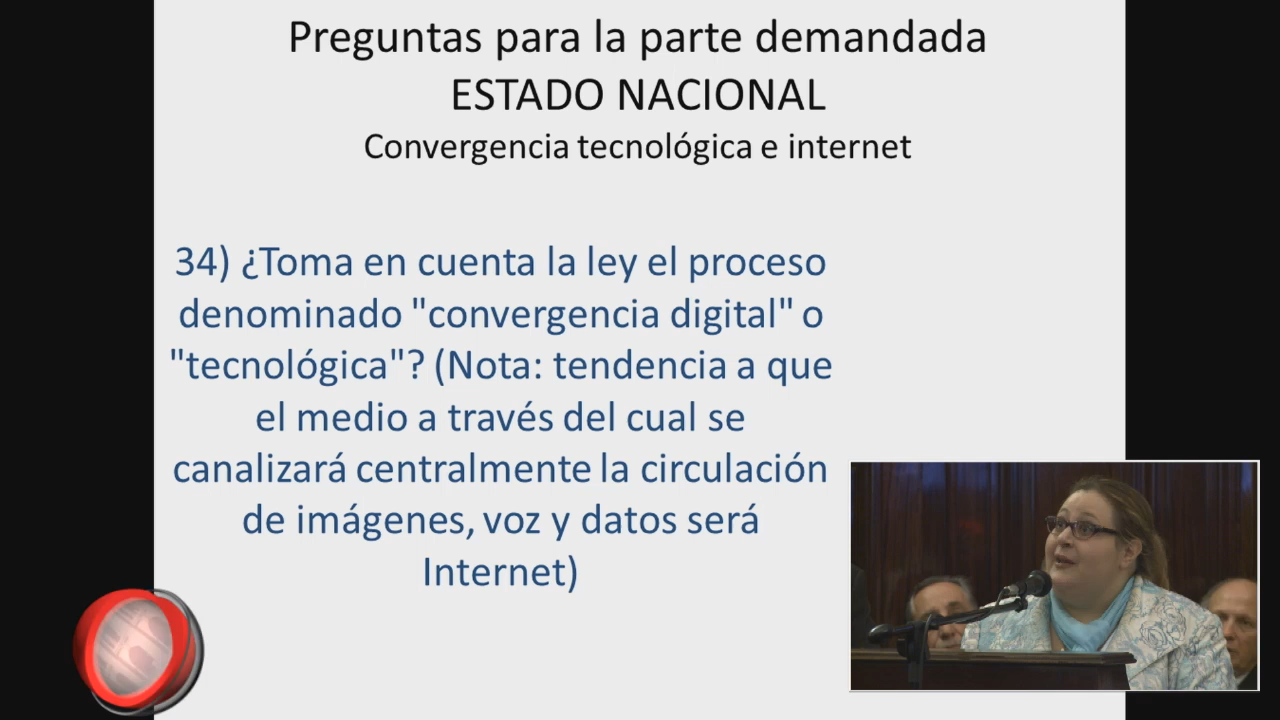 Preguntas para la parte demandada
ESTADO NACIONAL
Convergencia tecnológica e internet
34) ¿Toma en cuenta la ley el proceso
denominado "convergencia digital" o
"tecnológica"? (Nota: tendencia a que
el medio a través del cual se
canalizará centralmente la circulación
de imágenes, voz y datos será
Internet)